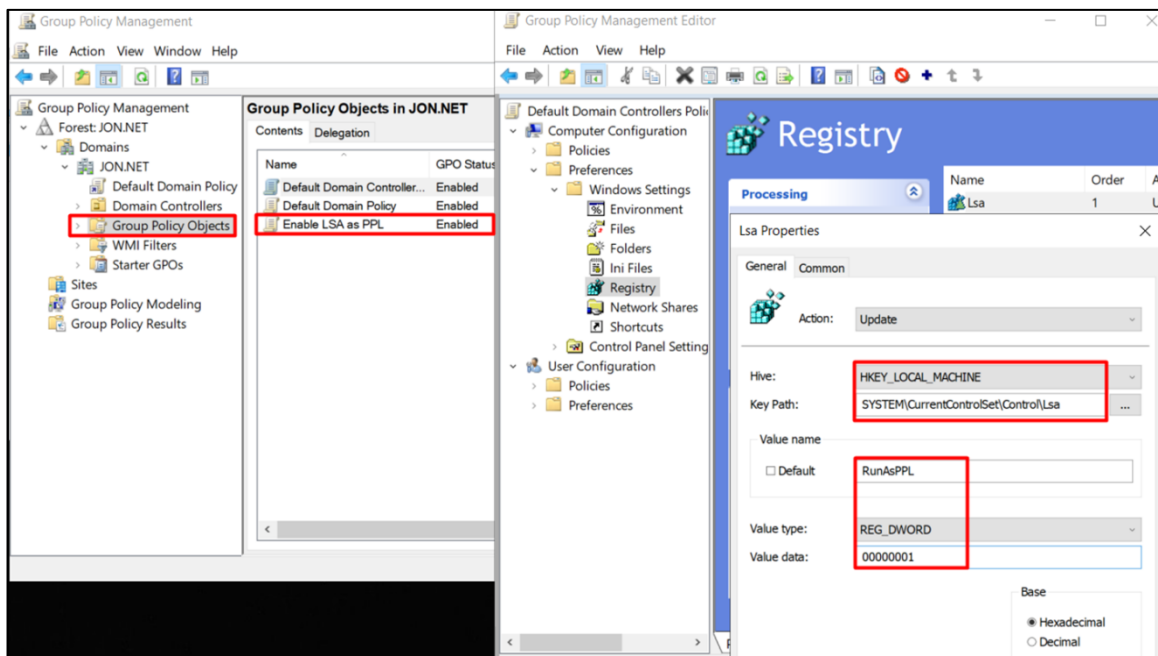 Group Policy Management
File Action View Window Help
Group Policy Management
Forest: JON.NET
Domains
JON.NET
Default Domain Policy
Domain Controllers
Group Policy Objects
WMI Filters
Starter GPOs
Sites
Group Policy Modeling
Group Policy Results
Group Policy Objects in JON.NET
Contents Delegation
Name GPO Status
Default Domain Controller... Enabled
Default Domain Policy Enabled
Enable LSA as PPL Enabled
Group Policy Management Editor
File Action View Help
Default Domain Controllers Poli
Computer Configuration
Policies
Preferences
Windows Settings
Environment
Files
Folders
Ini Files
Registry
Network Shares
Shortcuts
Control Panel Setting
User Configuration
Policies
Preferences
Registry
Processing
Name Order A
Lsa 1 U
Lsa Properties
General Common
Action: Update
Hive: HKEY_LOCAL_MACHINE
Key Path: SYSTEM\CurrentControlSet\Control\Lsa ...
Value name
Default RunAsPPL
Value type: REG_DWORD
Value data: 00000001
Base
Hexadecimal
Decimal